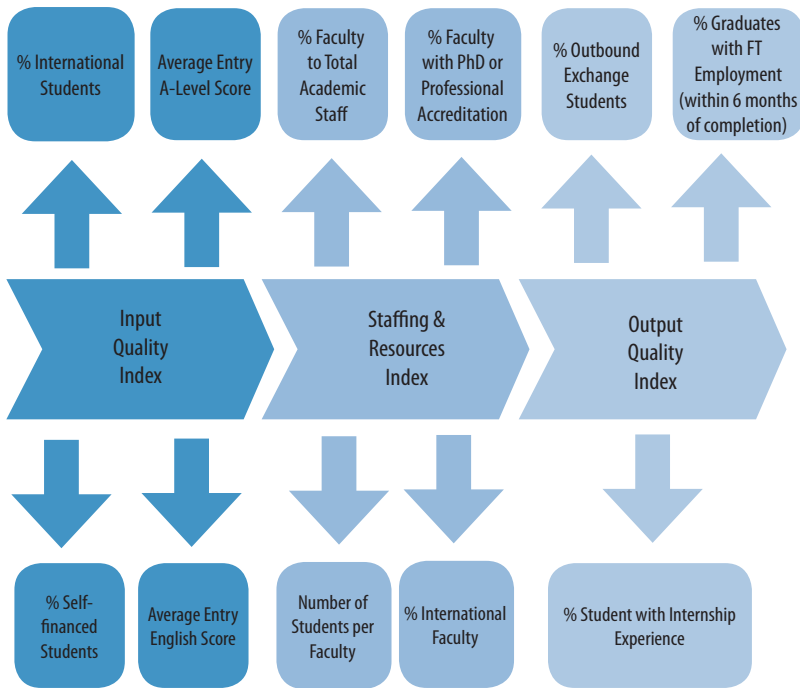 % International
Students
Average Entry
A-Level Score
% Faculty
to Total
Academic
Staff
% Faculty
with PhD or
Professional
Accreditation
% Outbound
Exchange
Students
% Graduates
with FT
Employment
(within 6 months
of completion)
Input
Quality
Index
Staffing &
Resources
Index
Output
Quality
Index
% Self-
financed
Students
Average Entry
English Score
Number of
Students per
Faculty
% International
Faculty
% Student with Internship
Experience